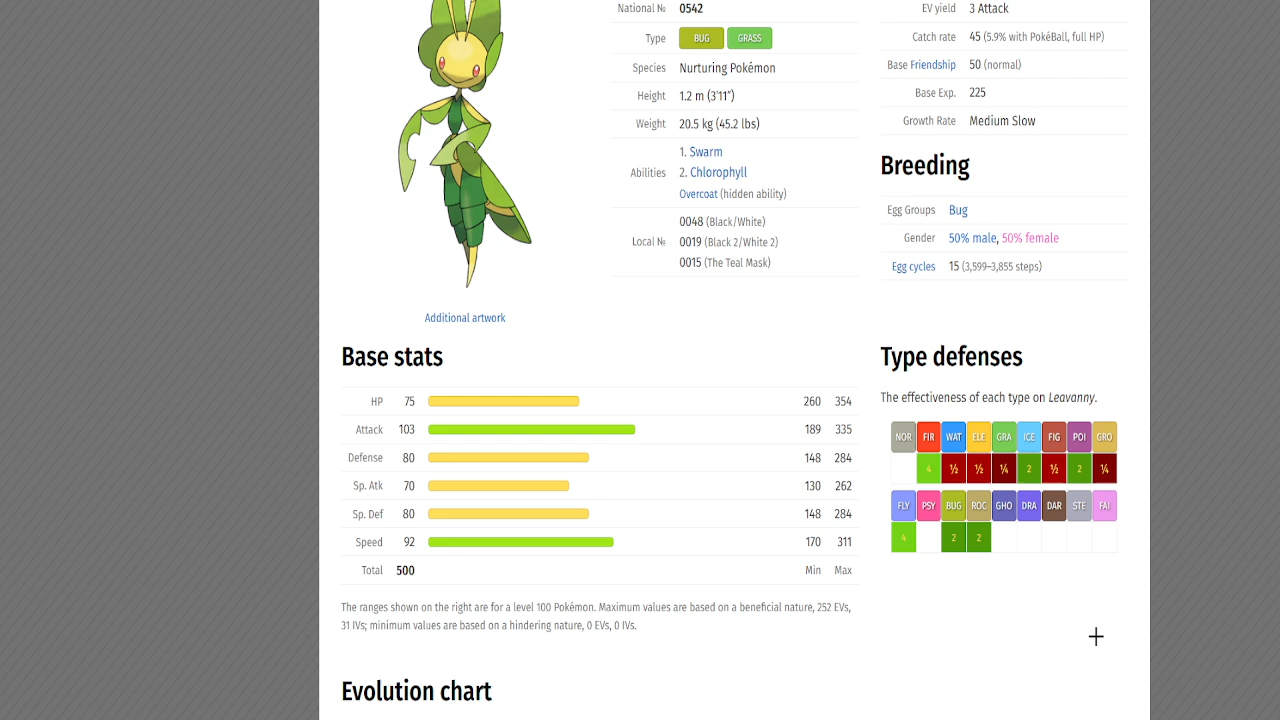 National № 0542
Type BUG GRASS
Species Nurturing Pokémon
Height 1.2 m (3′11″)
Weight 20.5 kg (45.2 lbs)
Abilities 1. Swarm
2. Chlorophyll
Overcoat (hidden ability)
Local № 0048 (Black/White)
0019 (Black 2/White 2)
0015 (The Teal Mask)
EV yield 3 Attack
Catch rate 45 (5.9% with PokéBall, full HP)
Base Friendship 50 (normal)
Base Exp. 225
Growth Rate Medium Slow
Breeding
Egg Groups Bug
Gender 50% male, 50% female
Egg cycles 15 (3,599–3,855 steps)
Additional artwork
Base stats
HP 75 260 354
Attack 103 189 335
Defense 80 148 284
Sp. Atk 70 130 262
Sp. Def 80 148 284
Speed 92 170 311
Total 500 Min Max
The ranges shown on the right are for a level 100 Pokémon. Maximum values are based on a beneficial nature, 252 EVs,
31 IVs; minimum values are based on a hindering nature, 0 EVs, 0 IVs.
Type defenses
The effectiveness of each type on Leavanny.
NOR FIR WAT ELE GRA ICE FIG POI GRO
4 ½ ½ ¼ 2 ½ 2 ¼
FLY PSY BUG ROC GHO DRA DAR STE FAI
4 2 2
Evolution chart